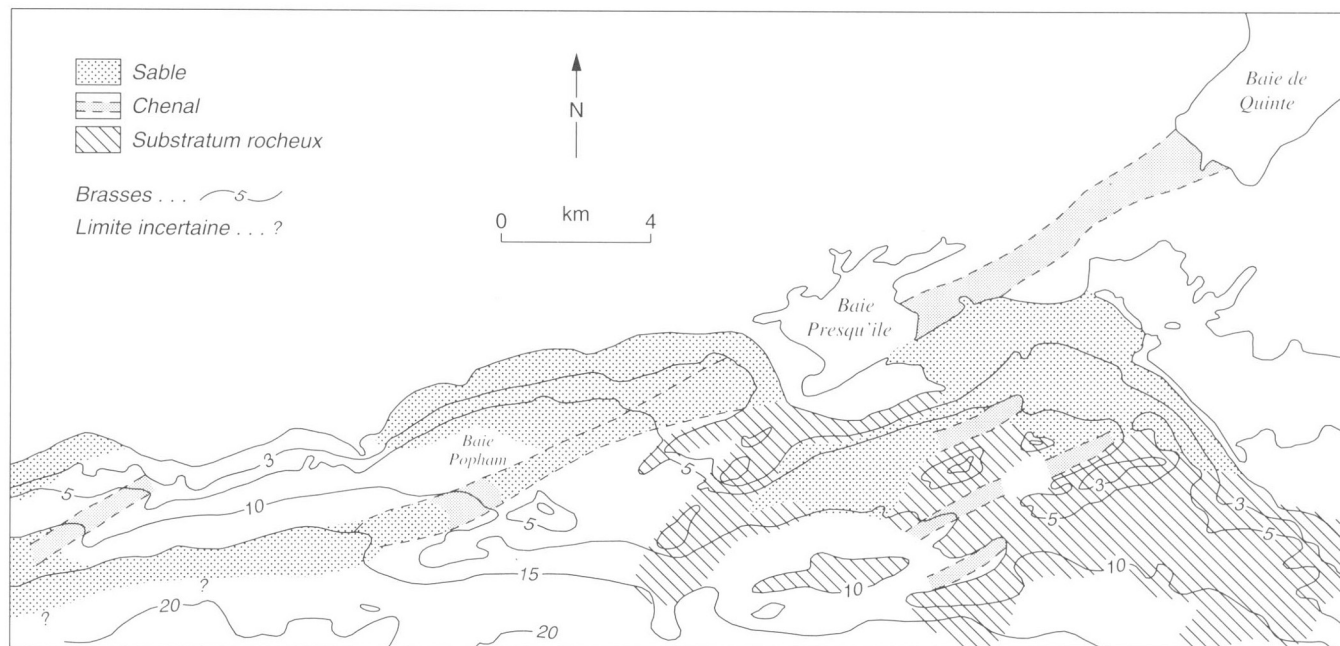 Sable
Chenal
Substratum rocheux
Brasses . . . 5
Limite incertaine . . . ?
N
km
0 4
Baie de
Quinte
Baie
Presqu'ile
Baie
Popham
3
5
10
5
5
3
5
3
5
10
15
10
20
20
?
?